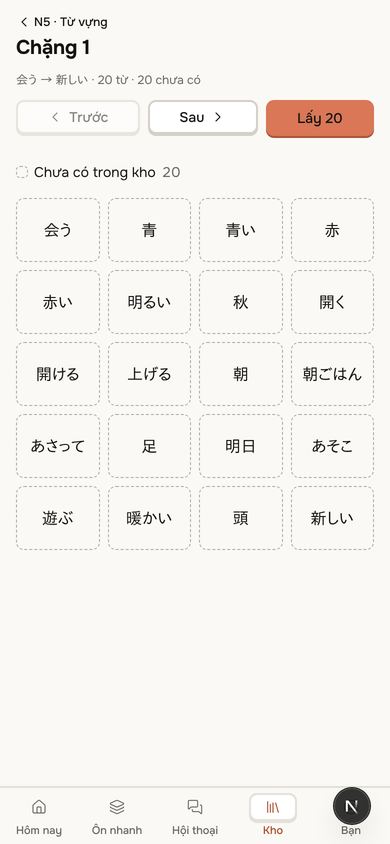 N5 · Từ vựng
Chặng 1
会う → 新しい · 20 từ · 20 chưa có
Trước
Sau
Lấy 20
Chưa có trong kho 20
会う 青 青い 赤
赤い 明るい 秋 開く
開ける 上げる 朝 朝ごはん
あさって 足 明日 あそこ
遊ぶ 暖かい 頭 新しい
N
Hôm nay Ôn nhanh Hội thoại Kho Bạn